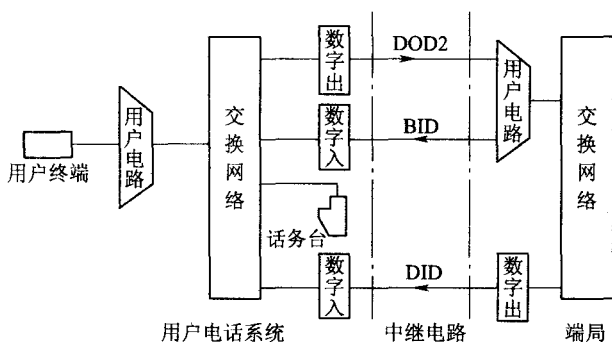 用户终端
用户电路
交换网络
数字出
DOD2
数字入
BID
话务台
数字入
DID
数字出
用户电路
交换网络
用户电话系统
中继电路
端局